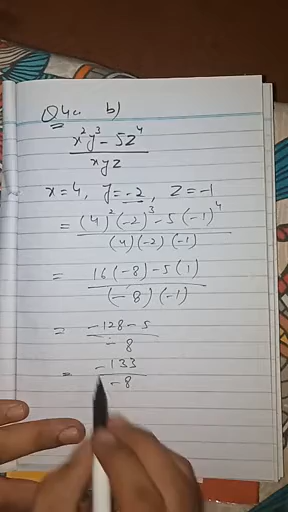 Q4a b)
x²y³ - 5z⁴ / xyz
x=4, y=-2, z=-1
= (4)² (-2)³ - 5(-1)⁴ / (4)(-2)(-1)
= 16(-8) - 5(1) / (-8)(-1)
= -128 - 5 / -8
= -133 / -8